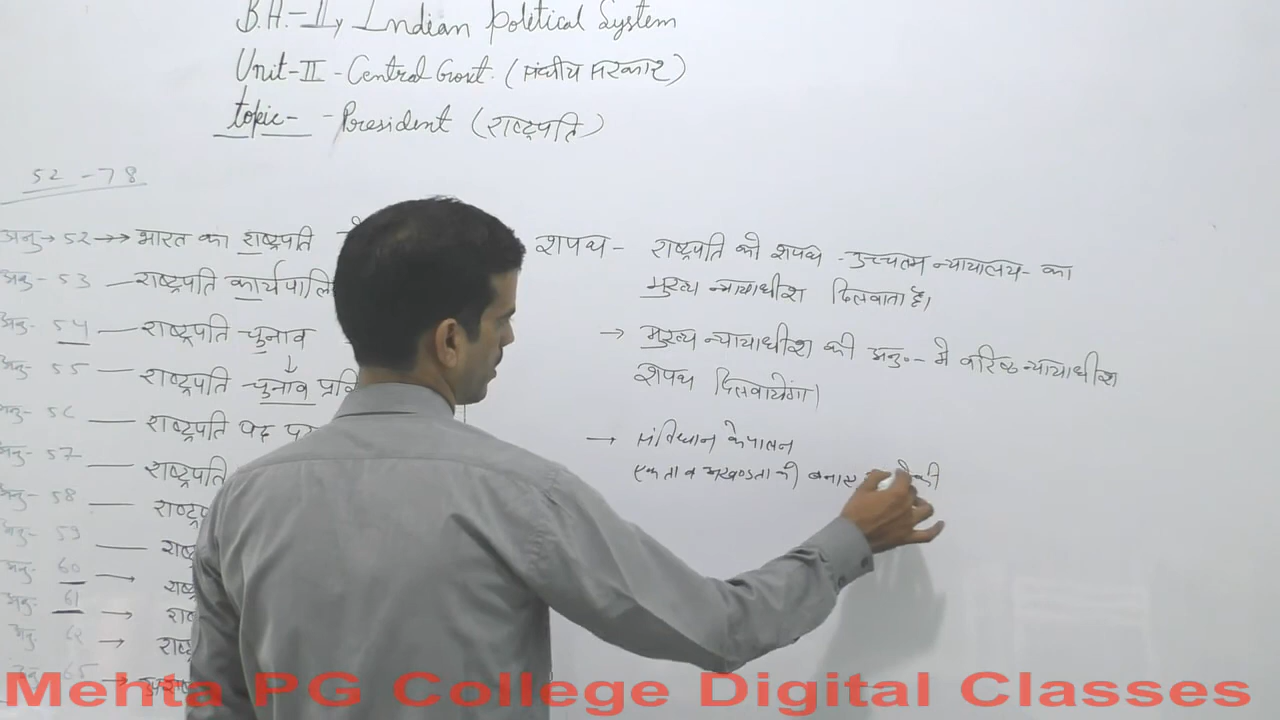 B.A.-II, Indian Political System
Unit-II - Central Govt. (संघीय सरकार)
topic- - President (राष्ट्रपति)
52 - 78
अनु→ 52 →→ भारत का राष्ट्रपति
अनु- 53 — राष्ट्रपति कार्यपालि
अनु- 54 — राष्ट्रपति चुनाव
↓
अनु- 55 — राष्ट्रपति चुनाव
अनु- 56 — राष्ट्रपति पद
अनु- 57 — राष्ट्रपति
अनु- 58 —
अनु- 59 —
अनु- 60 —
अनु- 61 →
अनु- 62 →
अनु- 65 →
शपथ - राष्ट्रपति को शपथ - उच्चतम न्यायालय - का
मुख्य न्यायाधीश दिलवाता है।
→ मुख्य न्यायाधीश की अनु०- मे वरिष्ठ न्यायाधीश
शपथ दिलवायेगा।
→ संविधान के पालन
एकता व अखण्डता को बनाए की
Mehta PG College Digital Classes